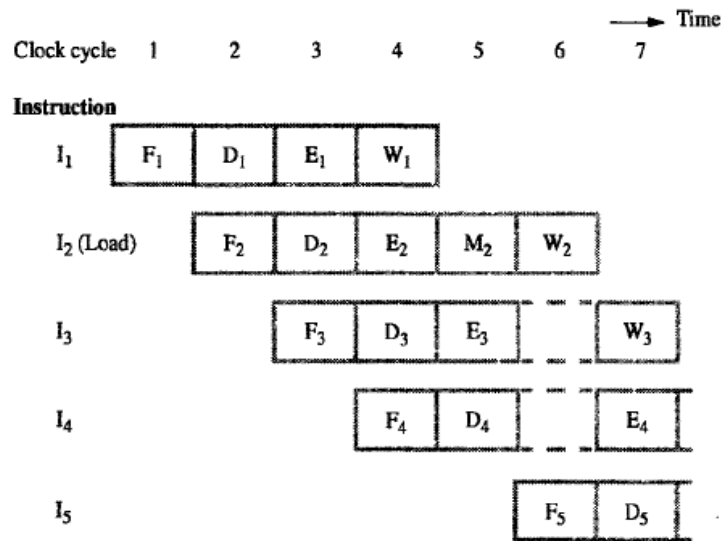 Time
Clock cycle 1 2 3 4 5 6 7
Instruction
I₁ F₁ D₁ E₁ W₁
I₂ (Load) F₂ D₂ E₂ M₂ W₂
I₃ F₃ D₃ E₃ W₃
I₄ F₄ D₄ E₄
I₅ F₅ D₅